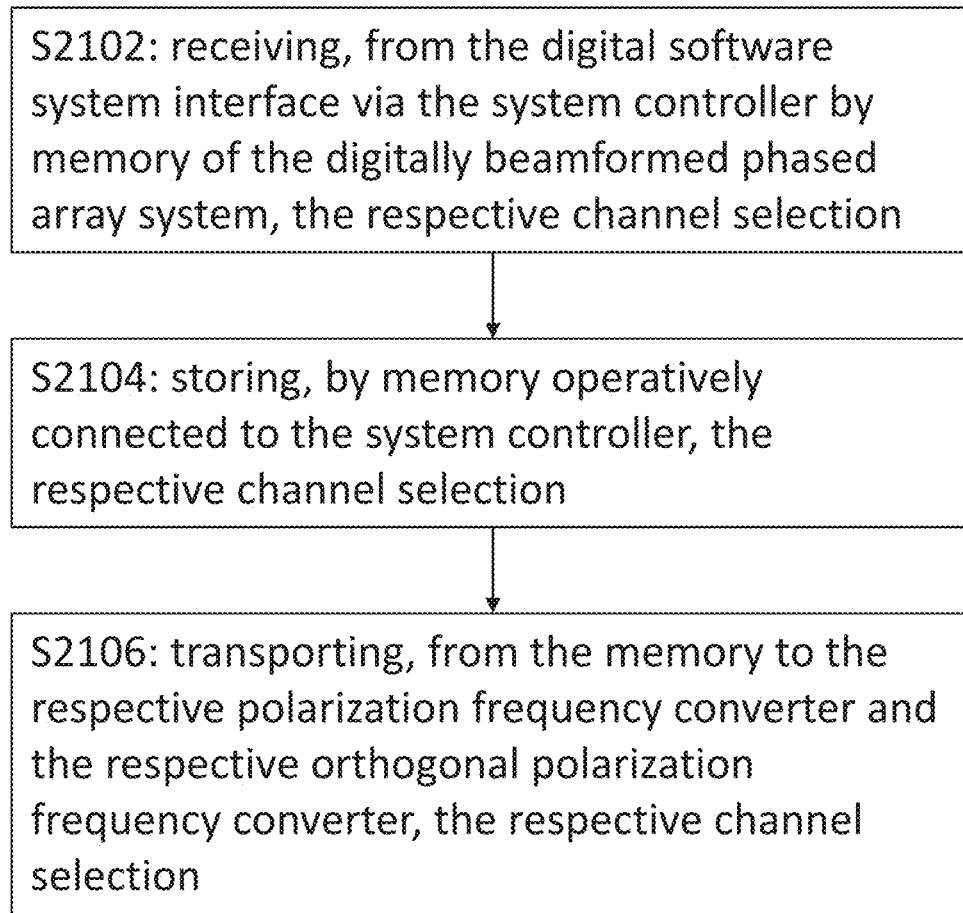 S2102: receiving, from the digital software
system interface via the system controller by
memory of the digitally beamformed phased
array system, the respective channel selection
S2104: storing, by memory operatively
connected to the system controller, the
respective channel selection
S2106: transporting, from the memory to the
respective polarization frequency converter and
the respective orthogonal polarization
frequency converter, the respective channel
selection